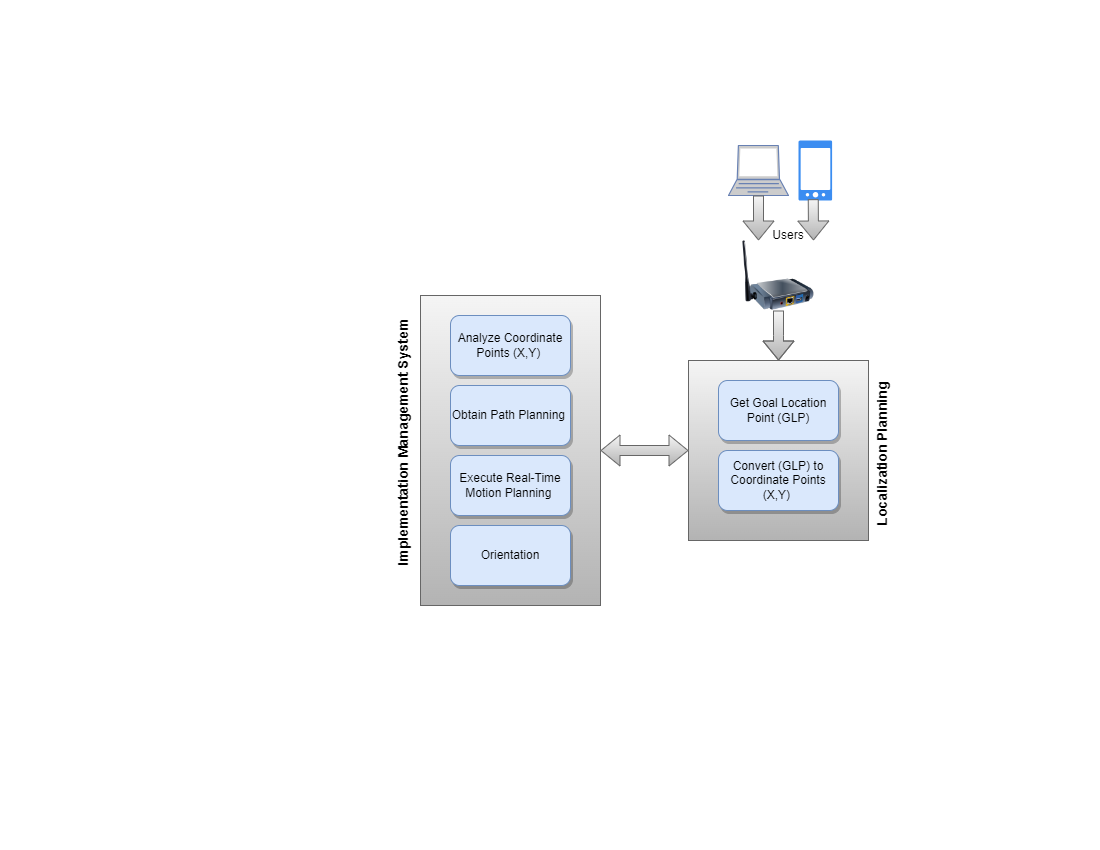 Users
Implementation Management System
Analyze Coordinate
Points (X,Y)
Obtain Path Planning
Execute Real-Time
Motion Planning
Orientation
Get Goal Location
Point (GLP)
Convert (GLP) to
Coordinate Points
(X,Y)
Localization Planning